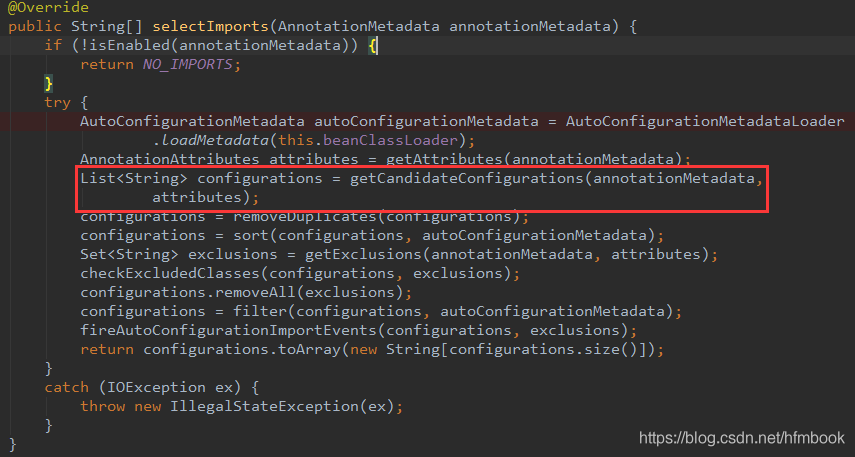 @Override
public String[] selectImports(AnnotationMetadata annotationMetadata) {
if (!isEnabled(annotationMetadata)) {
return NO_IMPORTS;
}
try {
AutoConfigurationMetadata autoConfigurationMetadata = AutoConfigurationMetadataLoader
.loadMetadata(this.beanClassLoader);
AnnotationAttributes attributes = getAttributes(annotationMetadata);
List<String> configurations = getCandidateConfigurations(annotationMetadata,
attributes);
configurations = removeDuplicates(configurations);
configurations = sort(configurations, autoConfigurationMetadata);
Set<String> exclusions = getExclusions(annotationMetadata, attributes);
checkExcludedClasses(configurations, exclusions);
configurations.removeAll(exclusions);
configurations = filter(configurations, autoConfigurationMetadata);
fireAutoConfigurationImportEvents(configurations, exclusions);
return configurations.toArray(new String[configurations.size()]);
}
catch (IOException ex) {
throw new IllegalStateException(ex);
}
}
https://blog.csdn.net/hfmbook